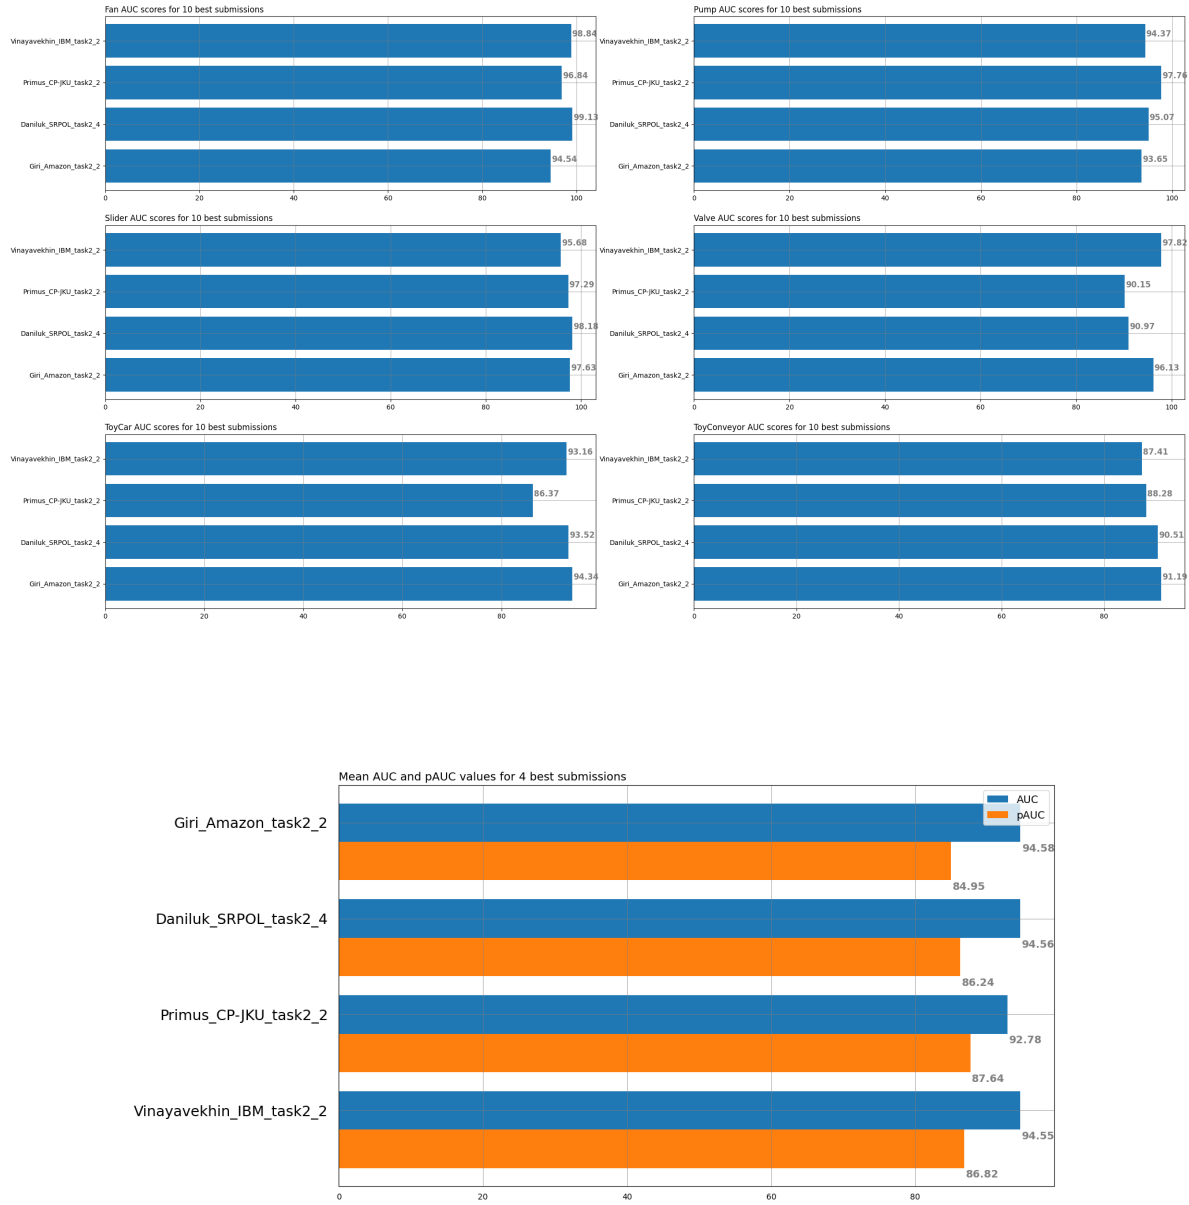 Fan AUC scores for 10 best submissions
Vinayavekhin_IBM_task2_2 98.84
Primus_CP-JKU_task2_2 96.84
Daniluk_SRPOL_task2_4 99.13
Giri_Amazon_task2_2 94.54
0 20 40 60 80 100
Pump AUC scores for 10 best submissions
Vinayavekhin_IBM_task2_2 94.37
Primus_CP-JKU_task2_2 97.76
Daniluk_SRPOL_task2_4 95.07
Giri_Amazon_task2_2 93.65
0 20 40 60 80 100
Slider AUC scores for 10 best submissions
Vinayavekhin_IBM_task2_2 95.68
Primus_CP-JKU_task2_2 97.29
Daniluk_SRPOL_task2_4 98.18
Giri_Amazon_task2_2 97.63
0 20 40 60 80 100
Valve AUC scores for 10 best submissions
Vinayavekhin_IBM_task2_2 97.82
Primus_CP-JKU_task2_2 90.15
Daniluk_SRPOL_task2_4 90.97
Giri_Amazon_task2_2 96.13
0 20 40 60 80 100
ToyCar AUC scores for 10 best submissions
Vinayavekhin_IBM_task2_2 93.16
Primus_CP-JKU_task2_2 86.37
Daniluk_SRPOL_task2_4 93.52
Giri_Amazon_task2_2 94.34
0 20 40 60 80
ToyConveyor AUC scores for 10 best submissions
Vinayavekhin_IBM_task2_2 87.41
Primus_CP-JKU_task2_2 88.28
Daniluk_SRPOL_task2_4 90.51
Giri_Amazon_task2_2 91.19
0 20 40 60 80
Mean AUC and pAUC values for 4 best submissions
AUC
pAUC
Giri_Amazon_task2_2
94.58
84.95
Daniluk_SRPOL_task2_4
94.56
86.24
Primus_CP-JKU_task2_2
92.78
87.64
Vinayavekhin_IBM_task2_2
94.55
86.82
0 20 40 60 80